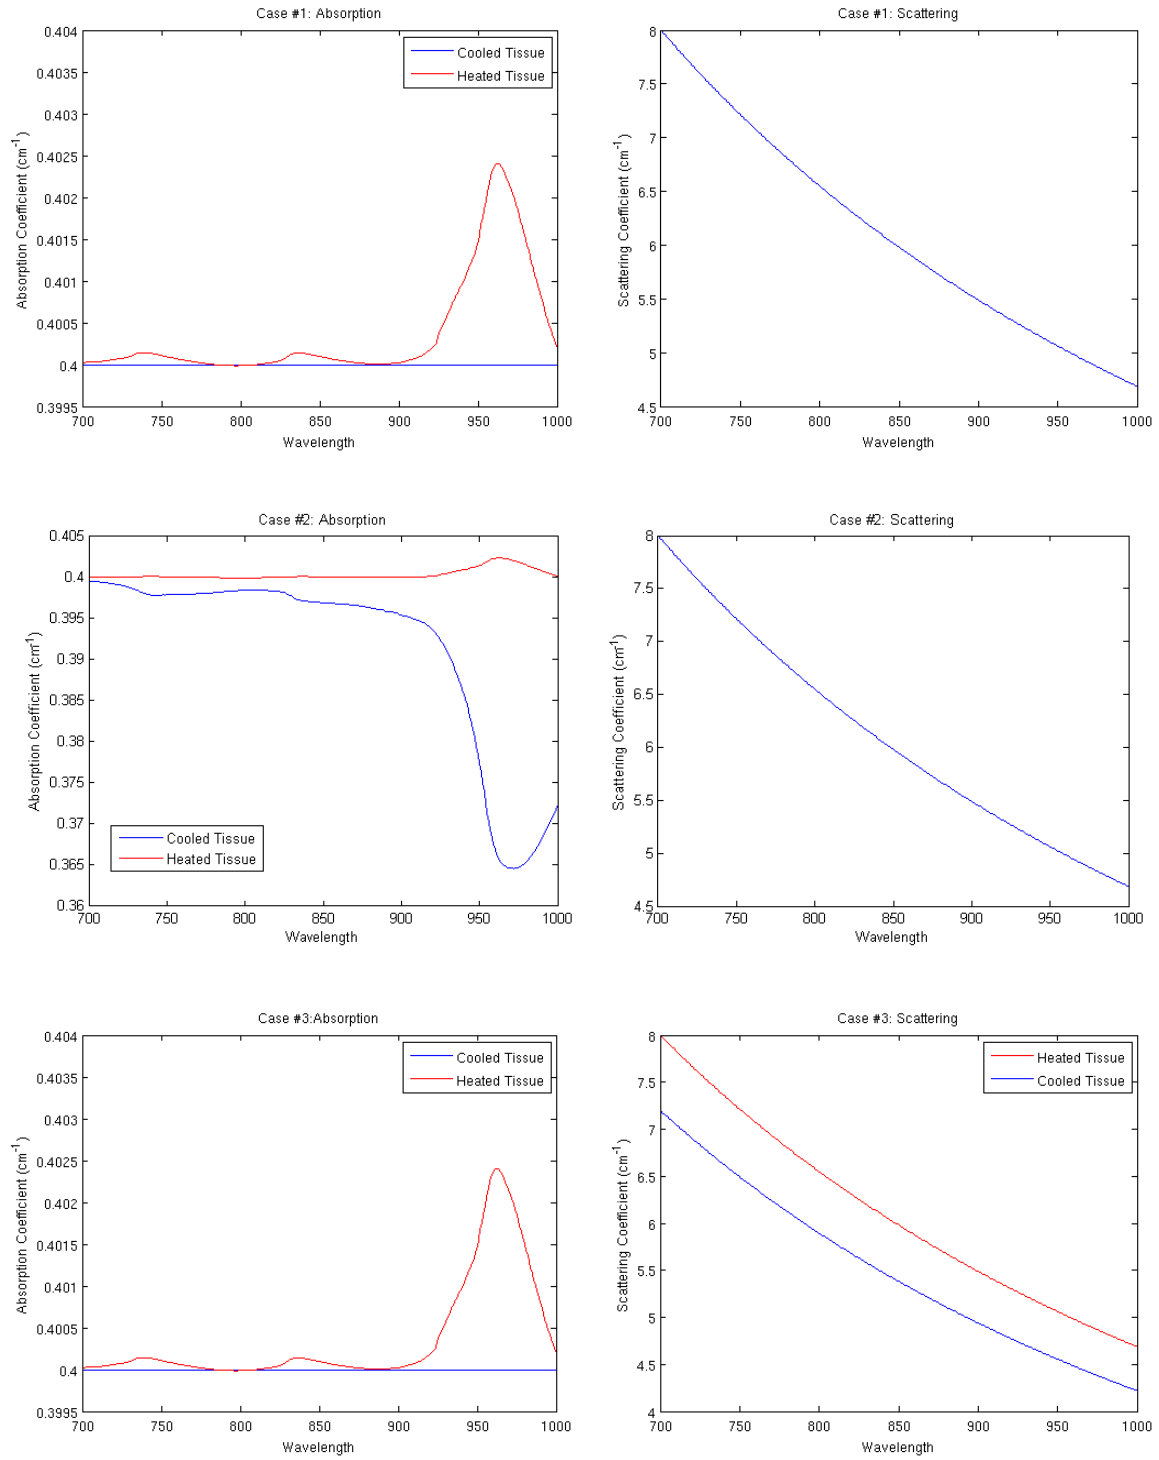 Case #1: Absorption
0.404
0.4035
0.403
0.4025
0.402
0.4015
0.401
0.4005
0.4
0.3995
Absorption Coefficient (cm-1)
Cooled Tissue
Heated Tissue
700 750 800 850 900 950 1000
Wavelength
Case #1: Scattering
8
7.5
7
6.5
6
5.5
5
4.5
Scattering Coefficient (cm-1)
700 750 800 850 900 950 1000
Wavelength
Case #2: Absorption
0.405
0.4
0.395
0.39
0.385
0.38
0.375
0.37
0.365
0.36
Absorption Coefficient (cm-1)
Cooled Tissue
Heated Tissue
700 750 800 850 900 950 1000
Wavelength
Case #2: Scattering
8
7.5
7
6.5
6
5.5
5
4.5
Scattering Coefficient (cm-1)
700 750 800 850 900 950 1000
Wavelength
Case #3:Absorption
0.404
0.4035
0.403
0.4025
0.402
0.4015
0.401
0.4005
0.4
0.3995
Absorption Coefficient (cm-1)
Cooled Tissue
Heated Tissue
700 750 800 850 900 950 1000
Wavelength
Case #3: Scattering
8
7.5
7
6.5
6
5.5
5
4.5
4
Scattering Coefficient (cm-1)
Heated Tissue
Cooled Tissue
700 750 800 850 900 950 1000
Wavelength